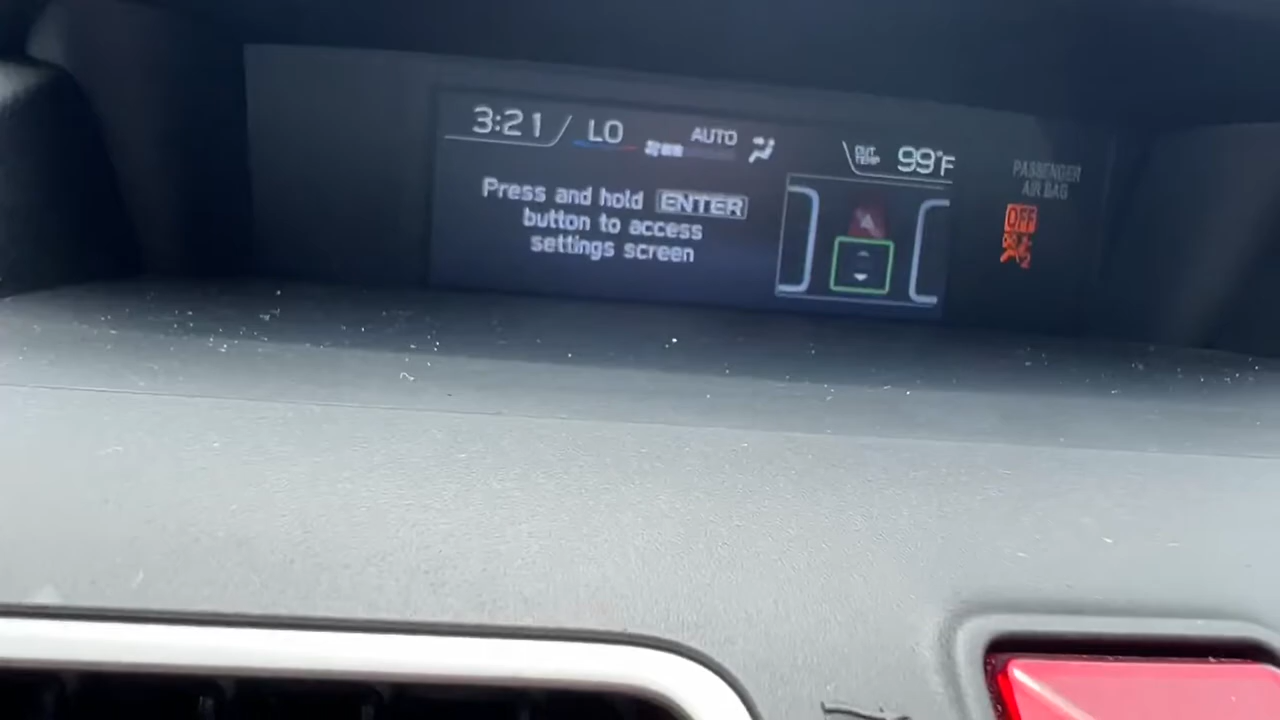 3:21 LO AUTO
OUT TEMP 99°F
Press and hold ENTER
button to access
settings screen
PASSENGER
AIR BAG
OFF